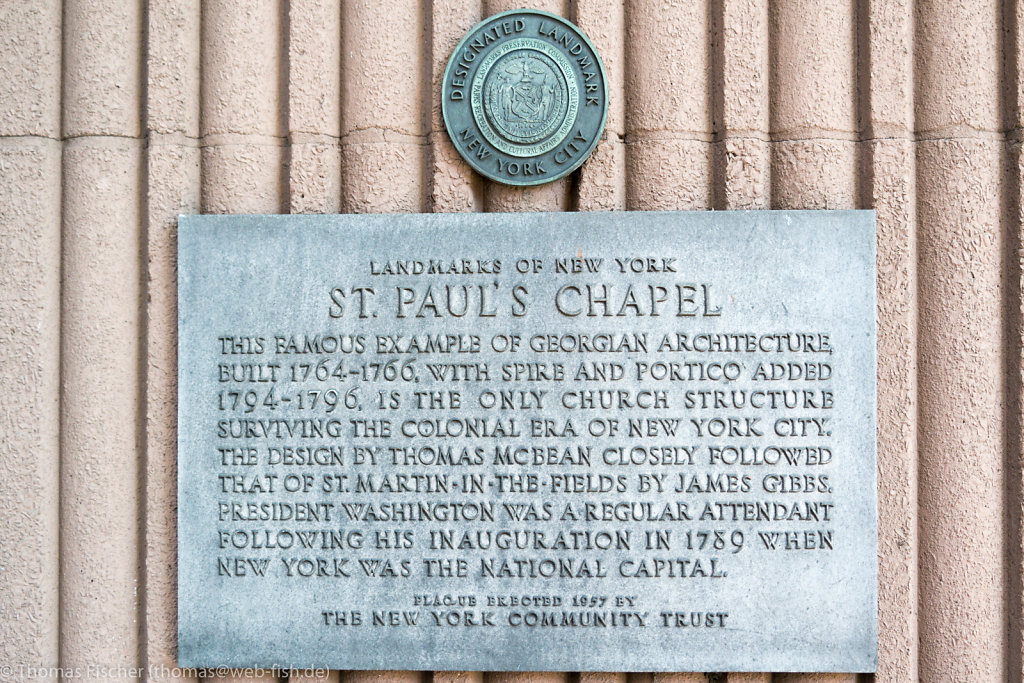 DESIGNATED LANDMARK
LANDMARKS PRESERVATION COMMISSION
NEW YORK CITY
LANDMARKS OF NEW YORK
ST. PAUL'S CHAPEL
THIS FAMOUS EXAMPLE OF GEORGIAN ARCHITECTURE,
BUILT 1764-1766, WITH SPIRE AND PORTICO ADDED
1794-1796, IS THE ONLY CHURCH STRUCTURE
SURVIVING THE COLONIAL ERA OF NEW YORK CITY.
THE DESIGN BY THOMAS MCBEAN CLOSELY FOLLOWED
THAT OF ST. MARTIN-IN-THE-FIELDS BY JAMES GIBBS.
PRESIDENT WASHINGTON WAS A REGULAR ATTENDANT
FOLLOWING HIS INAUGURATION IN 1789 WHEN
NEW YORK WAS THE NATIONAL CAPITAL.
PLAQUE ERECTED 1957 BY
THE NEW YORK COMMUNITY TRUST
© Thomas Fischer (thomas@web-fish.de)